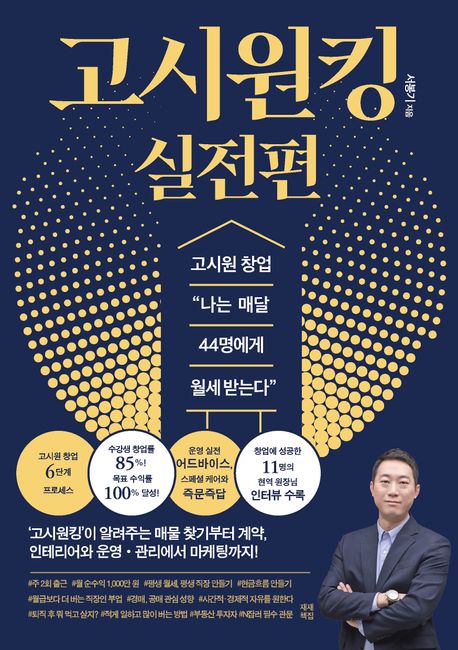 고시원킹
서봉기 지음
실전편
고시원 창업
“나는 매달
44명에게
월세 받는다”
고시원 창업
6단계
프로세스
수강생 창업률
85%!
목표 수익률
100% 달성!
운영 실전
어드바이스,
스페셜 케어와
즉문즉답
창업에 성공한
11명의
현역 원장님
인터뷰 수록
‘고시원킹’이 알려주는 매물 찾기부터 계약,
인테리어와 운영·관리에서 마케팅까지!
#주 2회 출근 #월 순수익 1,000만 원 #평생 월세, 평생 직장 만들기 #현금흐름 만들기
#월급보다 더 버는 직장인 부업 #경매, 공매 관심 성향 #시간적·경제적 자유를 원한다
#퇴직 후 뭐 먹고 살지? #적게 일하고 많이 버는 방법 #부동산 투자자 #N잡러 필수 관문
재재
책집